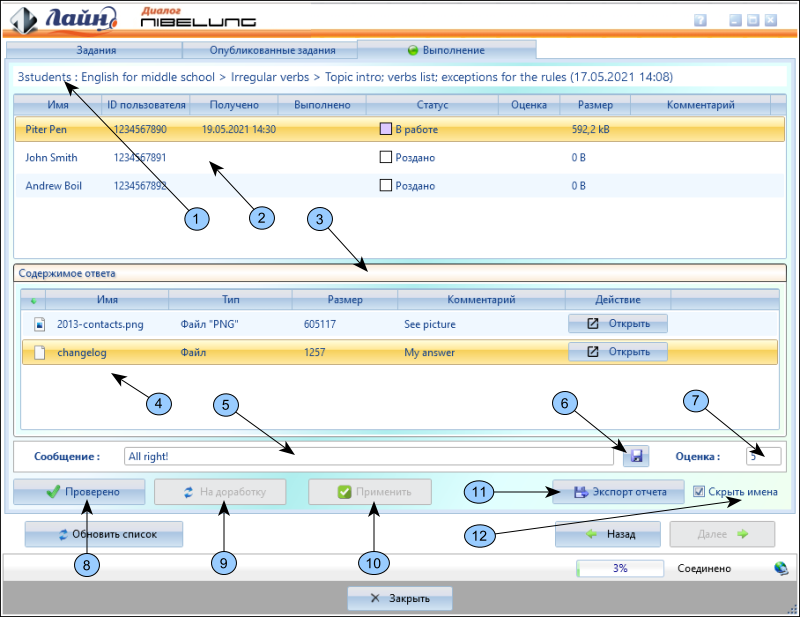 Лайн
Диалог
NIBELUNG
?
Задания Опубликованные задания Выполнение
3students : English for middle school > Irregular verbs > Topic intro; verbs list; exceptions for the rules (17.05.2021 14:08)
Имя ID пользователя Получено Выполнено Статус Оценка Размер Комментарий
Piter Pen 1234567890 19.05.2021 14:30 В работе 592,2 kB
John Smith 1234567891 Роздано 0 B
Andrew Boil 1234567892 Роздано 0 B
1 2 3
Содержимое ответа
Имя Тип Размер Комментарий Действие
2013-contacts.png Файл "PNG" 605117 See picture Открыть
changelog Файл 1257 My answer Открыть
4 5 6 7
Сообщение : All right! Оценка : 5
Проверено На доработку Применить 11 Экспорт отчета Скрыть имена
Обновить список 12 Назад Далее
8 9 10
3% Соединено
Закрыть